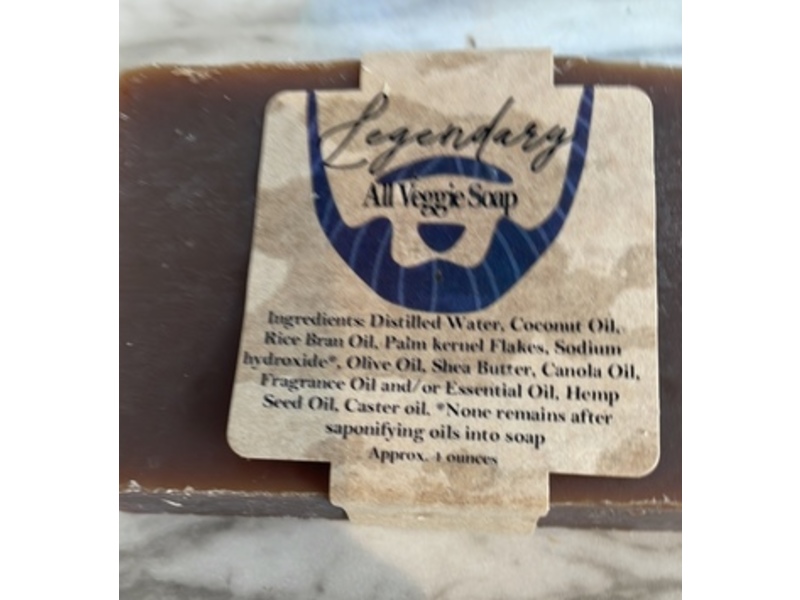 Legendary
All Veggie Soap
Ingredients: Distilled Water, Coconut Oil,
Rice Bran Oil, Palm kernel Flakes, Sodium
hydroxide*, Olive Oil, Shea Butter, Canola Oil,
Fragrance Oil and/or Essential Oil, Hemp
Seed Oil, Caster oil. *None remains after
saponifying oils into soap
Approx. 4 ounces